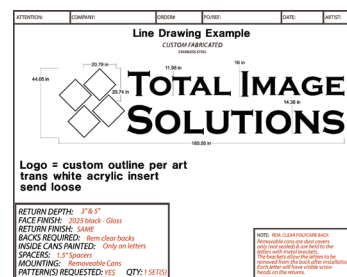 ATTENTION: COMPANY: ORDER# PO/REF: DATE: ARTIST:
Line Drawing Example
CUSTOM FABRICATED
STAINLESS STEEL
20.79 in 11.98 in 16 in
44.05 in
20.74 in
14.38 in
TOTAL IMAGE
SOLUTIONS
160.55 in
Logo = custom outline per art
trans white acrylic insert
send loose
RETURN DEPTH: 3"& 5"
FACE FINISH: 2025 black - Gloss
RETURN FINISH: SAME
BACKS REQUIRED: Rem clear backs
INSIDE CANS PAINTED: Only on letters
SPACERS: 1.5" Spacers
MOUNTING: Removeable Cans
PATTERN(S) REQUESTED: YES QTY: 1 SET(S)
NOTE: REM. CLEAR POLYCARB BACK
Removable cans are dust covers
only (not sealed) & are held to the
letters with metal brackets.
The brackets allow the letters to be
removed from the back after installation
Each letter will have visible screw
heads on the returns.